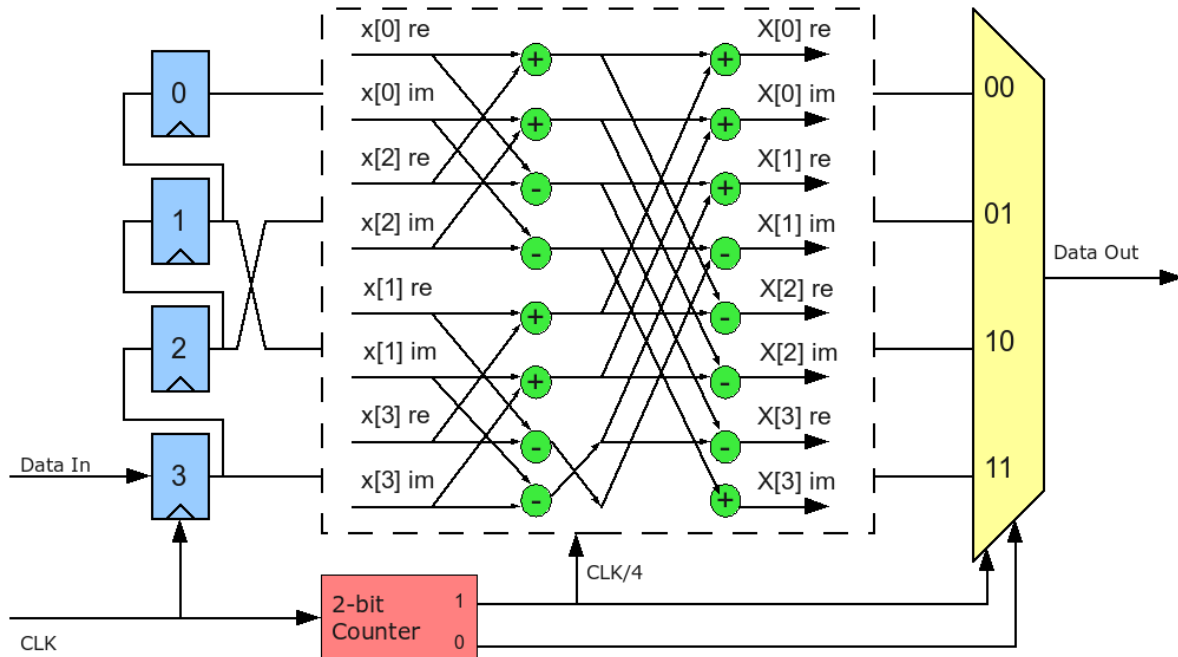 x[0] re
x[0] im
x[2] re
x[2] im
x[1] re
x[1] im
x[3] re
x[3] im
+
+
-
-
+
+
-
-
+
+
+
-
-
-
-
+
X[0] re
X[0] im
X[1] re
X[1] im
X[2] re
X[2] im
X[3] re
X[3] im
0
1
2
3
Data In
CLK
2-bit
Counter
1
0
CLK/4
00
01
10
11
Data Out